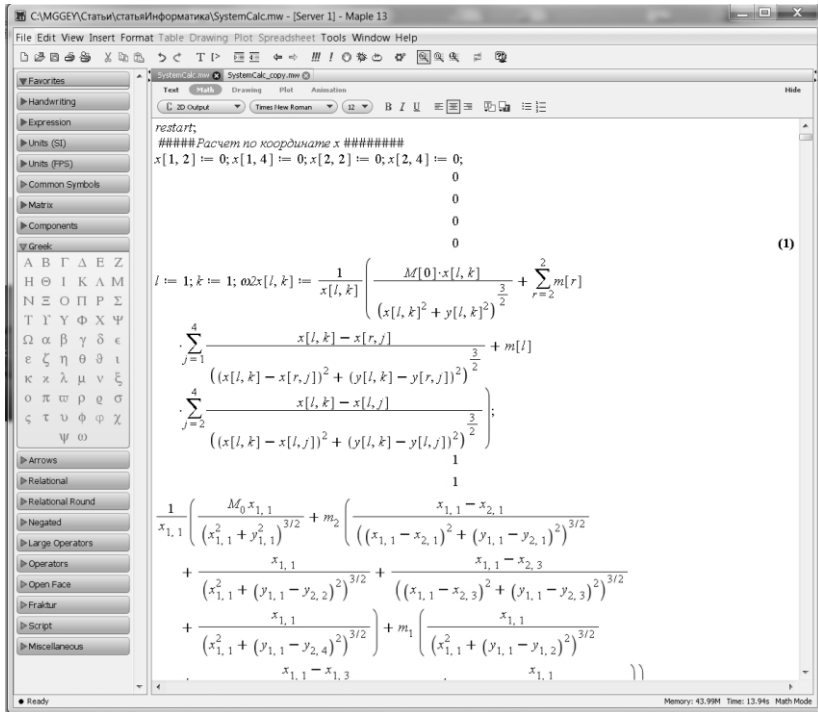 C:\MGGEY\Статьи\статьяИнформатика\SystemCalc.mw - [Server 1] - Maple 13
File Edit View Insert Format Table Drawing Plot Spreadsheet Tools Window Help
SystemCalc.mw SystemCalc_copy.mw
Text Math Drawing Plot Animation Hide
2D Output Times New Roman 12 B I U
Favorites
Handwriting
Expression
Units (SI)
Units (FPS)
Common Symbols
Matrix
Components
Greek
Α Β Γ Δ Ε Ζ
Η Θ Ι Κ Λ Μ
Ν Ξ Ο Π Ρ Σ
Τ ϒ Υ Φ Χ Ψ
Ω α β γ δ ϵ
ε ζ η θ ϑ ι
κ ϰ λ μ ν ξ
ο π ϖ ρ ϱ σ
ς τ υ ϕ φ χ
ψ ω
Arrows
Relational
Relational Round
Negated
Large Operators
Operators
Open Face
Fraktur
Script
Miscellaneous
restart;
#####Расчет по координате x ########
x[1, 2] := 0; x[1, 4] := 0; x[2, 2] := 0; x[2, 4] := 0;
0
0
0
0 (1)
l := 1; k := 1; ω2x[l, k] := 1/x[l, k] ( M[0]·x[l, k] / (x[l, k]^2 + y[l, k]^2)^(3/2) + ∑_{r=2}^{2} m[r]
· ∑_{j=1}^{4} (x[l, k] − x[r, j]) / ((x[l, k] − x[r, j])^2 + (y[l, k] − y[r, j])^2)^(3/2) + m[l]
· ∑_{j=2}^{4} (x[l, k] − x[l, j]) / ((x[l, k] − x[l, j])^2 + (y[l, k] − y[l, j])^2)^(3/2) );
1
1
1/x_{1, 1} ( M_0 x_{1, 1} / (x_{1, 1}^2 + y_{1, 1}^2)^{3/2} + m_2 ( (x_{1, 1} − x_{2, 1}) / ((x_{1, 1} − x_{2, 1})^2 + (y_{1, 1} − y_{2, 1})^2)^{3/2}
+ x_{1, 1} / (x_{1, 1}^2 + (y_{1, 1} − y_{2, 2})^2)^{3/2} + (x_{1, 1} − x_{2, 3}) / ((x_{1, 1} − x_{2, 3})^2 + (y_{1, 1} − y_{2, 3})^2)^{3/2}
+ x_{1, 1} / (x_{1, 1}^2 + (y_{1, 1} − y_{2, 4})^2)^{3/2} ) + m_1 ( x_{1, 1} / (x_{1, 1}^2 + (y_{1, 1} − y_{1, 2})^2)^{3/2}
x_{1, 1} − x_{1, 3} x_{1, 1} ))
Ready Memory: 43.99M Time: 13.94s Math Mode